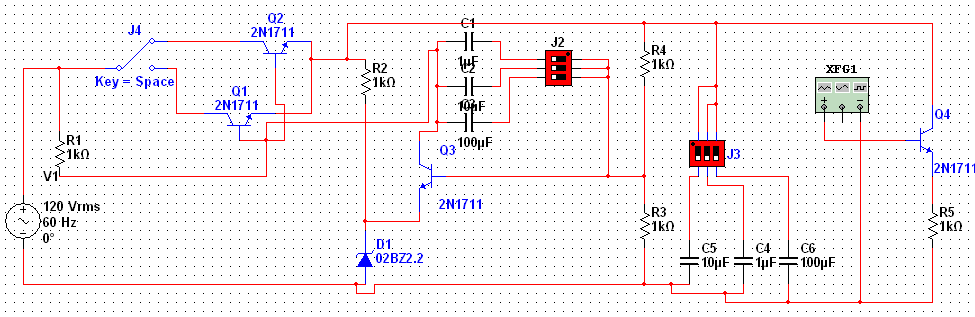 J4
Key = Space
Q2
2N1711
Q1
2N1711
R1
1kΩ
V1
120 Vrms
60 Hz
0°
R2
1kΩ
C1
1µF
C2
10µF
C3
100µF
J2
Q3
2N1711
D1
02BZ2.2
R4
1kΩ
R3
1kΩ
J3
C5
10µF
C4
1µF
C6
100µF
XFG1
Q4
2N1711
R5
1kΩ